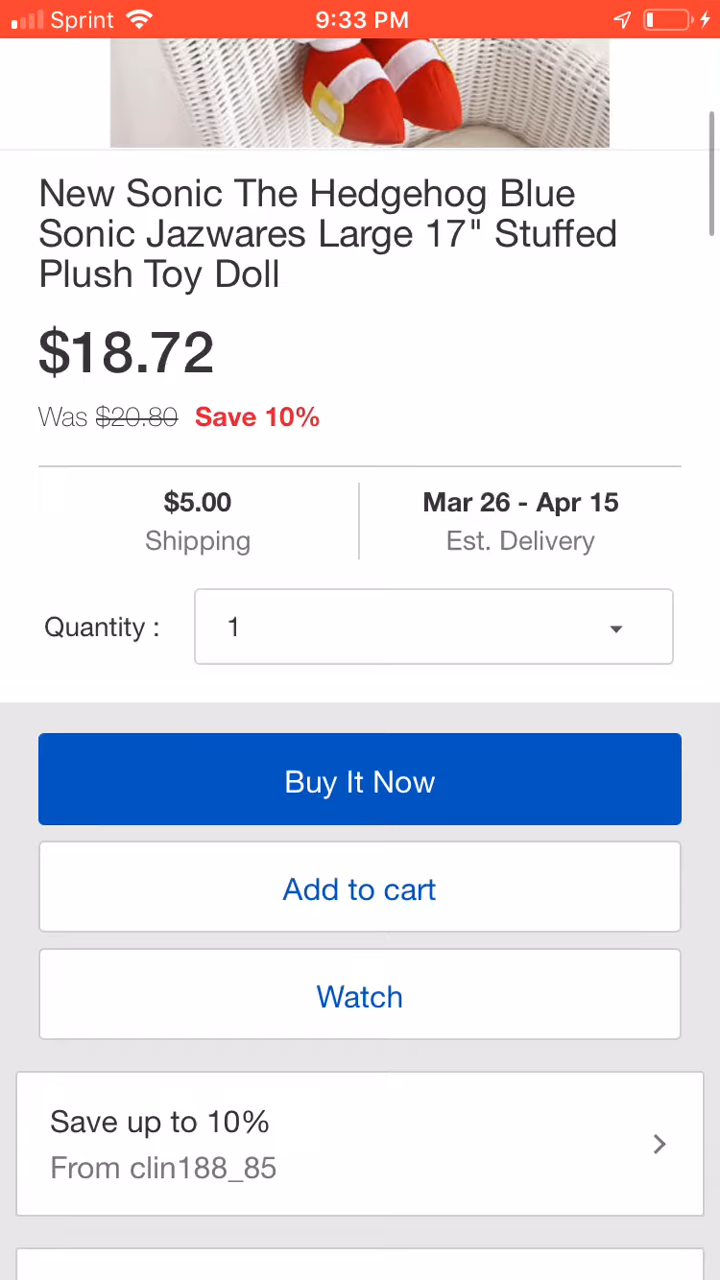 Sprint 9:33 PM
New Sonic The Hedgehog Blue
Sonic Jazwares Large 17" Stuffed
Plush Toy Doll
$18.72
Was $20.80 Save 10%
$5.00 Mar 26 - Apr 15
Shipping Est. Delivery
Quantity : 1
Buy It Now
Add to cart
Watch
Save up to 10%
From clin188_85